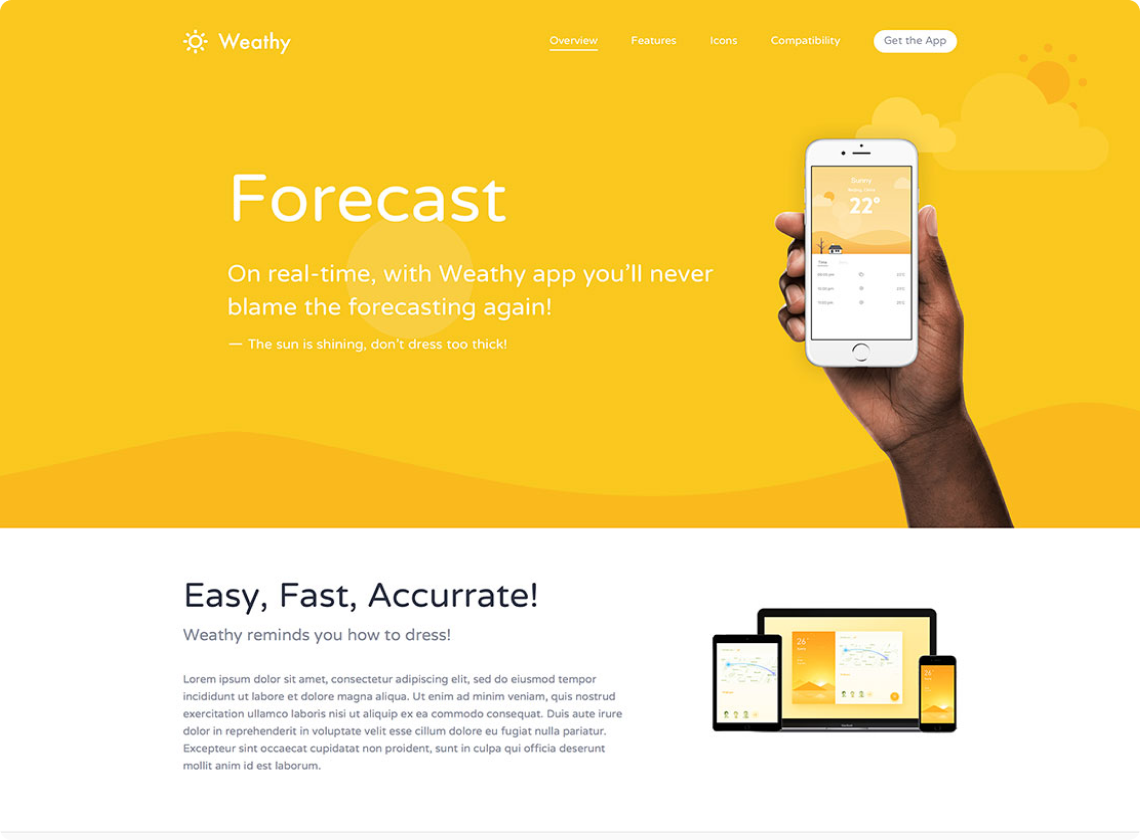 Weathy
Overview
Features
Icons
Compatibility
Get the App
Forecast
On real-time, with Weathy app you’ll never
blame the forecasting again!
— The sun is shining, don’t dress too thick!
Sunny
22°
Time
Easy, Fast, Accurrate!
Weathy reminds you how to dress!
Lorem ipsum dolor sit amet, consectetur adipiscing elit, sed do eiusmod tempor
incididunt ut labore et dolore magna aliqua. Ut enim ad minim veniam, quis nostrud
exercitation ullamco laboris nisi ut aliquip ex ea commodo consequat. Duis aute irure
dolor in reprehenderit in voluptate velit esse cillum dolore eu fugiat nulla pariatur.
Excepteur sint occaecat cupidatat non proident, sunt in culpa qui officia deserunt
mollit anim id est laborum.
26°
26°